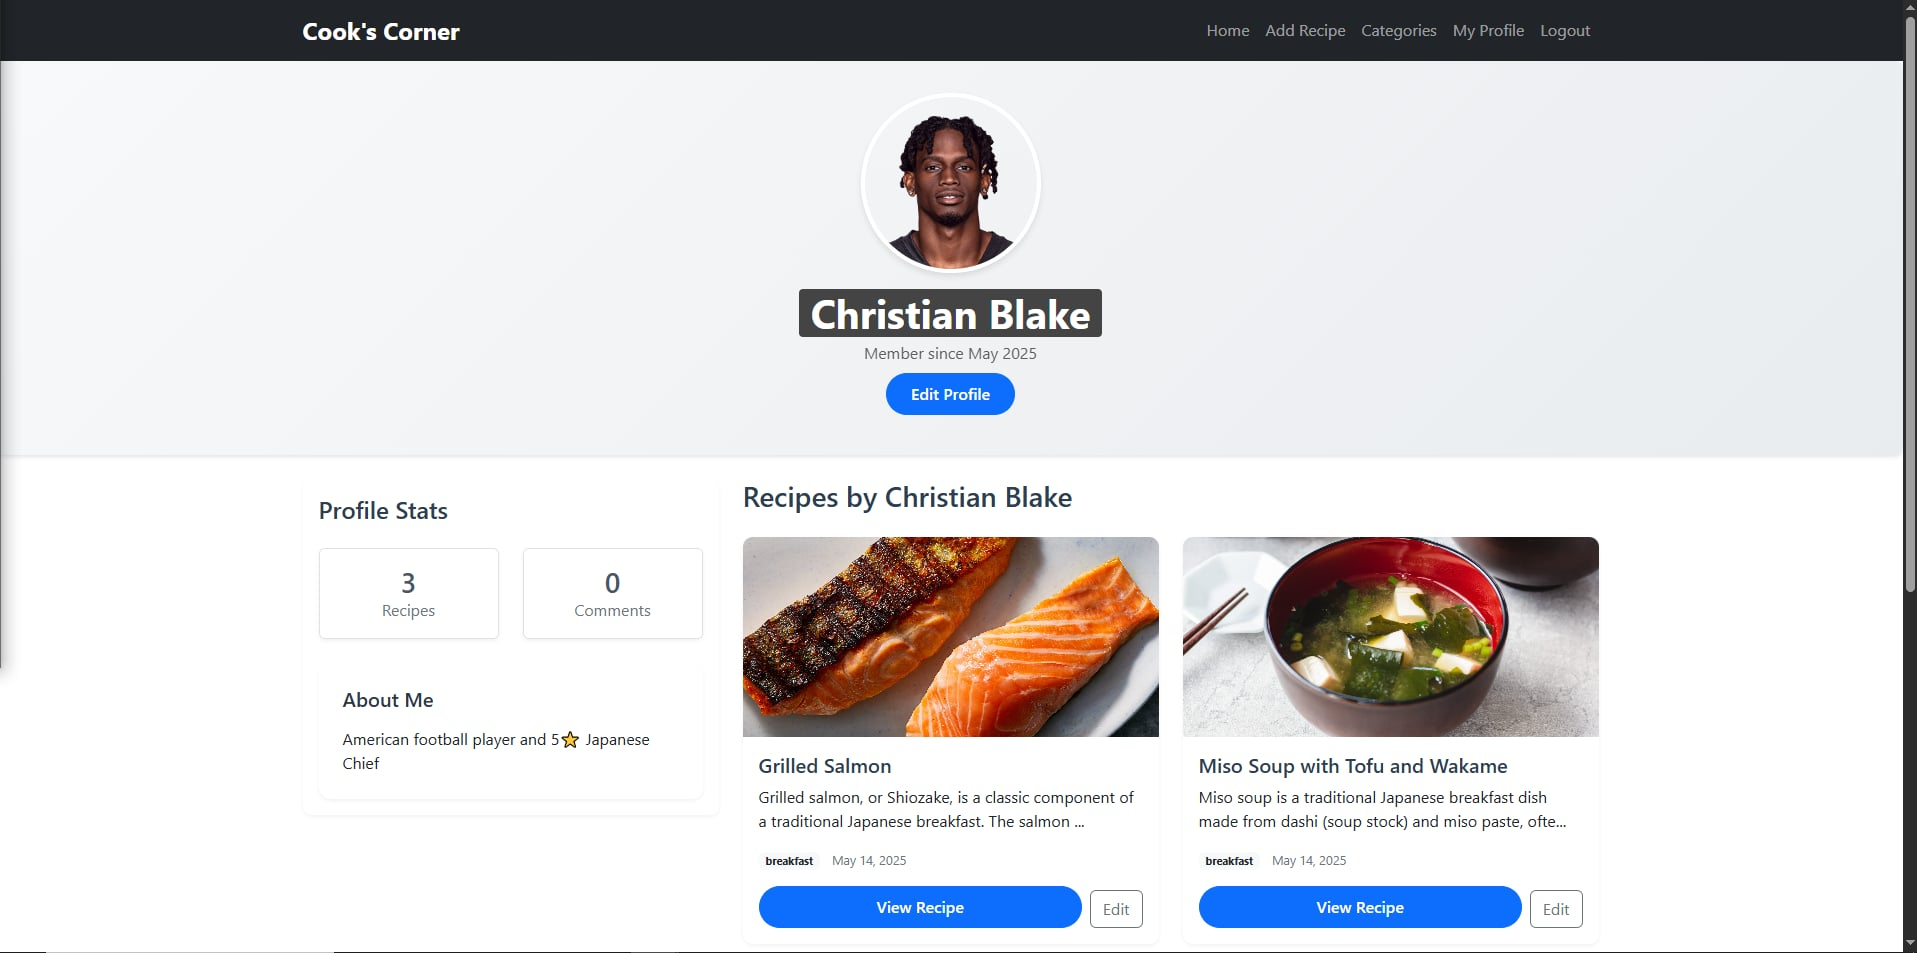 Cook's Corner
Home
Add Recipe
Categories
My Profile
Logout
Christian Blake
Member since May 2025
Edit Profile
Profile Stats
3
Recipes
0
Comments
About Me
American football player and 5⭐ Japanese
Chief
Recipes by Christian Blake
Grilled Salmon
Grilled salmon, or Shiozake, is a classic component of
a traditional Japanese breakfast. The salmon ...
breakfast
May 14, 2025
View Recipe
Edit
Miso Soup with Tofu and Wakame
Miso soup is a traditional Japanese breakfast dish
made from dashi (soup stock) and miso paste, ofte...
breakfast
May 14, 2025
View Recipe
Edit